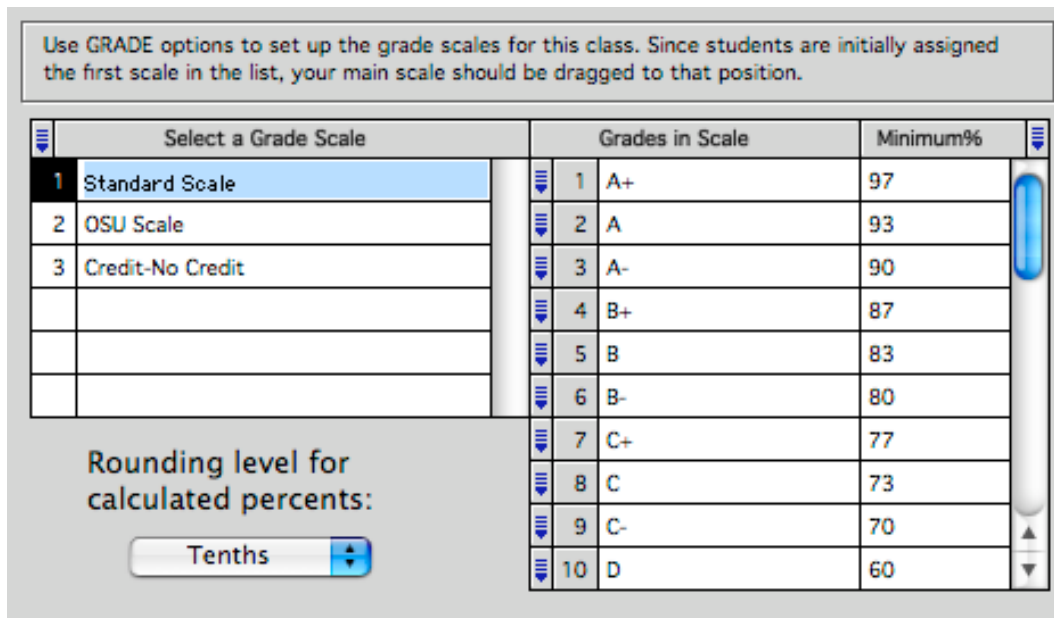 Use GRADE options to set up the grade scales for this class. Since students are initially assigned
the first scale in the list, your main scale should be dragged to that position.
Select a Grade Scale Grades in Scale Minimum%
1 Standard Scale 1 A+ 97
2 OSU Scale 2 A 93
3 Credit-No Credit 3 A- 90
4 B+ 87
5 B 83
6 B- 80
7 C+ 77
8 C 73
9 C- 70
10 D 60
Rounding level for
calculated percents:
Tenths